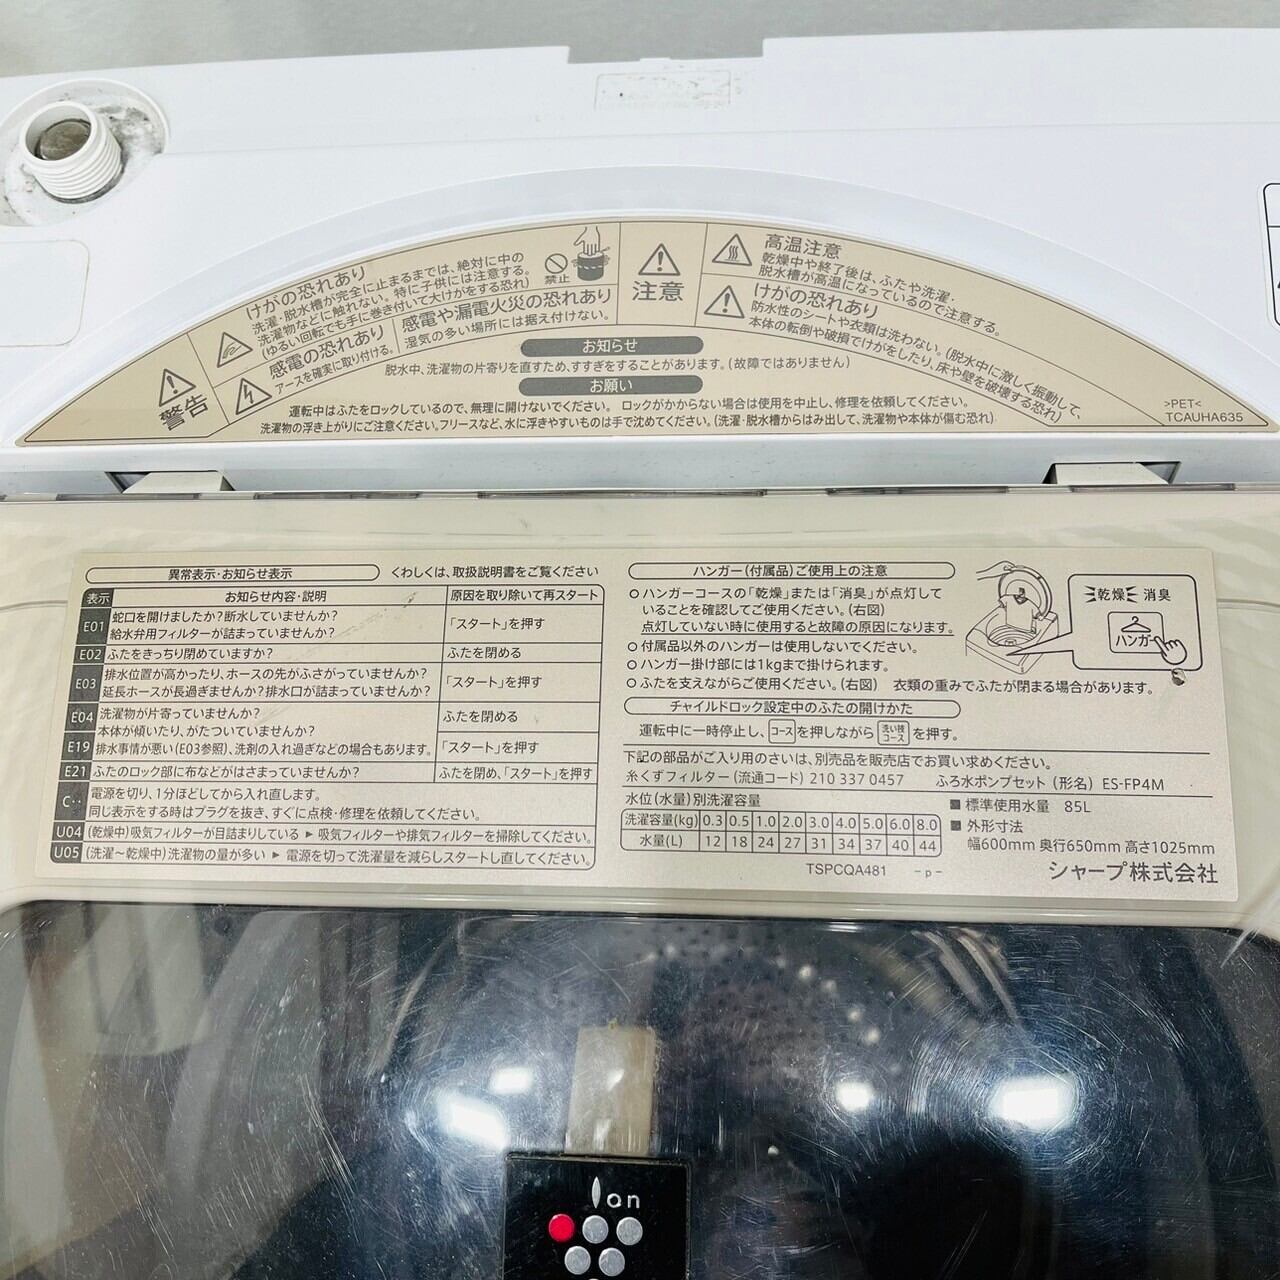 警告
けがの恐れあり
洗濯・脱水槽が完全に止まるまでは、絶対に中の
洗濯物などに触れない。特に子供には注意する。
(ゆるい回転でも手に巻き付いて大けがをする恐れ)
禁止
感電の恐れあり
アースを確実に取り付ける。
感電や漏電火災の恐れあり
湿気の多い場所には据え付けない。
注意
高温注意
乾燥中や終了後は、ふたや洗濯・
脱水槽が高温になっているので注意する。
けがの恐れあり
防水性のシートや衣類は洗わない。(脱水中に激しく振動して、
本体の転倒や破損でけがをしたり、床や壁を破壊する恐れ)
お知らせ
脱水中、洗濯物の片寄りを直すため、すすぎをすることがあります。(故障ではありません)
お願い
運転中はふたをロックしているので、無理に開けないでください。 ロックがかからない場合は使用を中止し、修理を依頼してください。
洗濯物の浮き上がりにご注意ください。フリースなど、水に浮きやすいものは手で沈めてください。(洗濯・脱水槽からはみ出して、洗濯物や本体が傷む恐れ)
>PET<
TCAUHA635
異常表示・お知らせ表示 くわしくは、取扱説明書をご覧ください
表示 お知らせ内容・説明 原因を取り除いて再スタート
E01 蛇口を開けましたか?断水していませんか?
給水弁用フィルターが詰まっていませんか? 「スタート」を押す
E02 ふたをきっちり閉めていますか? ふたを閉める
E03 排水位置が高かったり、ホースの先がふさがっていませんか?
延長ホースが長過ぎませんか?排水口が詰まっていませんか? 「スタート」を押す
E04 洗濯物が片寄っていませんか?
本体が傾いたり、がたついていませんか? ふたを閉める
E19 排水事情が悪い(E03参照)、洗剤の入れ過ぎなどの場合もあります。 「スタート」を押す
E21 ふたのロック部に布などがはさまっていませんか? ふたを閉め、「スタート」を押す
C‥ 電源を切り、1分ほどしてから入れ直します。
同じ表示をする時はプラグを抜き、すぐに点検・修理を依頼してください。
U04 (乾燥中)吸気フィルターが目詰まりしている ▶ 吸気フィルターや排気フィルターを掃除してください。
U05 (洗濯～乾燥中)洗濯物の量が多い ▶ 電源を切って洗濯量を減らしスタートし直してください。
ハンガー(付属品)ご使用上の注意
○ ハンガーコースの「乾燥」または「消臭」が点灯して
いることを確認してご使用ください。(右図)
点灯していない時に使用すると故障の原因になります。
○ 付属品以外のハンガーは使用しないでください。
○ ハンガー掛け部には1kgまで掛けられます。
○ ふたを支えながらご使用ください。(右図) 衣類の重みでふたが閉まる場合があります。
乾燥 消臭
ハンガー
チャイルドロック設定中のふたの開けかた
運転中に一時停止し、コースを押しながら洗い後コースを押す。
下記の部品がご入り用のさいは、別売品を販売店でお買い求めください。
糸くずフィルター(流通コード) 210 337 0457 ふろ水ポンプセット (形名) ES-FP4M
水位(水量)別洗濯容量
洗濯容量(kg) 0.3 0.5 1.0 2.0 3.0 4.0 5.0 6.0 8.0
水量(L) 12 18 24 27 31 34 37 40 44
■ 標準使用水量 85L
■ 外形寸法
幅600mm 奥行650mm 高さ1025mm
TSPCQA481 -p-
シャープ株式会社
Ion